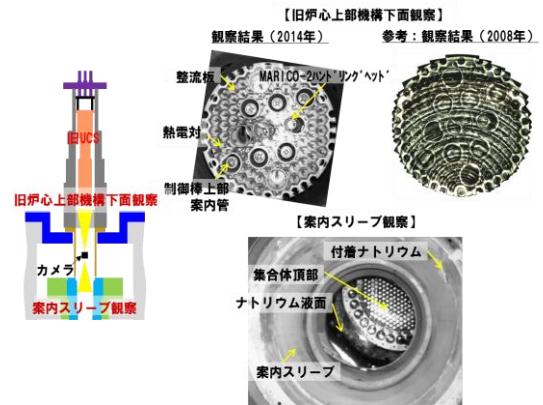 【旧炉心上部機構下面観察】
観察結果（2014年）
参考：観察結果（2008年）
整流板
MARICO-2ハンドリングヘッド
熱電対
制御棒上部
案内管
旧UCS
旧炉心上部機構下面観察
カメラ
案内スリーブ観察
【案内スリーブ観察】
付着ナトリウム
集合体頂部
ナトリウム液面
案内スリーブ